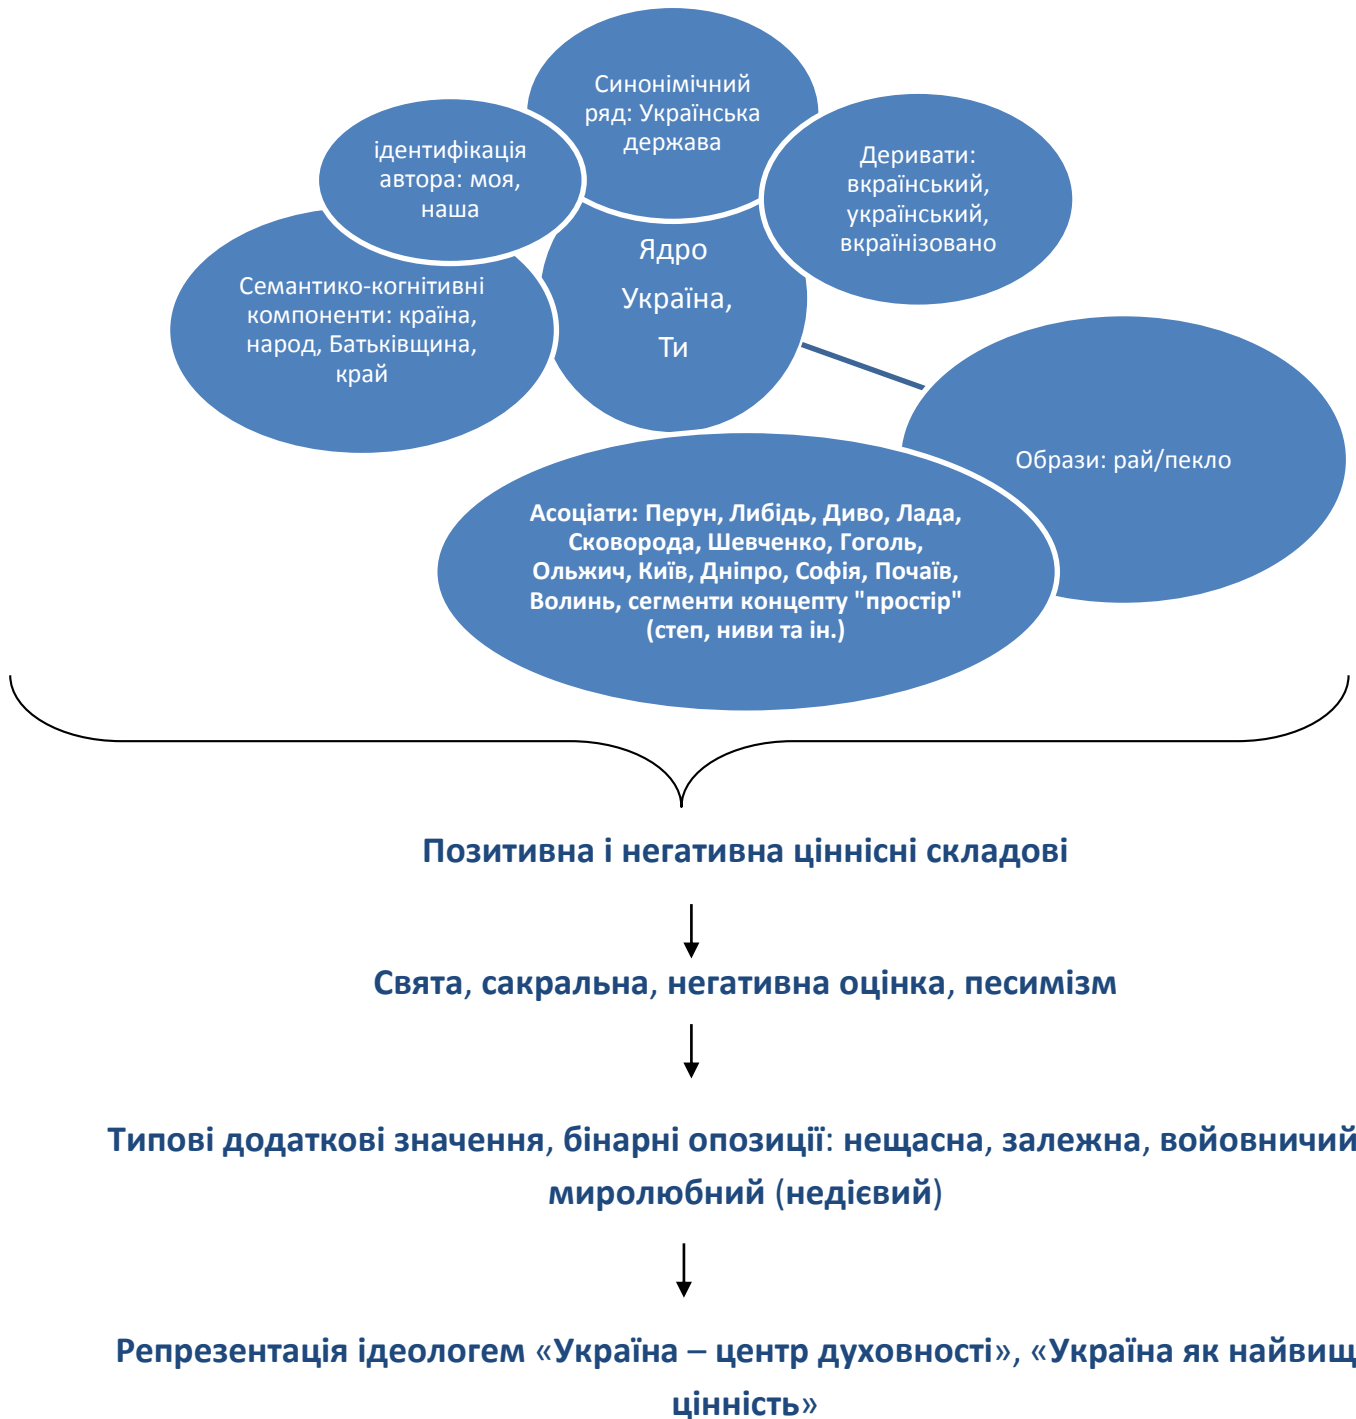 Синонімічний
ряд: Українська
держава
ідентифікація
автора: моя,
наша
Деривати:
вкраїнський,
український,
вкраїнізовано
Ядро
Україна,
Ти
Семантико-когнітивні
компоненти: країна,
народ, Батьківщина,
край
Образи: рай/пекло
Асоціати: Перун, Либідь, Диво, Лада,
Сковорода, Шевченко, Гоголь,
Ольжич, Київ, Дніпро, Софія, Почаїв,
Волинь, сегменти концепту "простір"
(степ, ниви та ін.)
Позитивна і негативна ціннісні складові
Свята, сакральна, негативна оцінка, песимізм
Типові додаткові значення, бінарні опозиції: нещасна, залежна, войовничий
миролюбний (недієвий)
Репрезентація ідеологем «Україна – центр духовності», «Україна як найвищ
цінність»